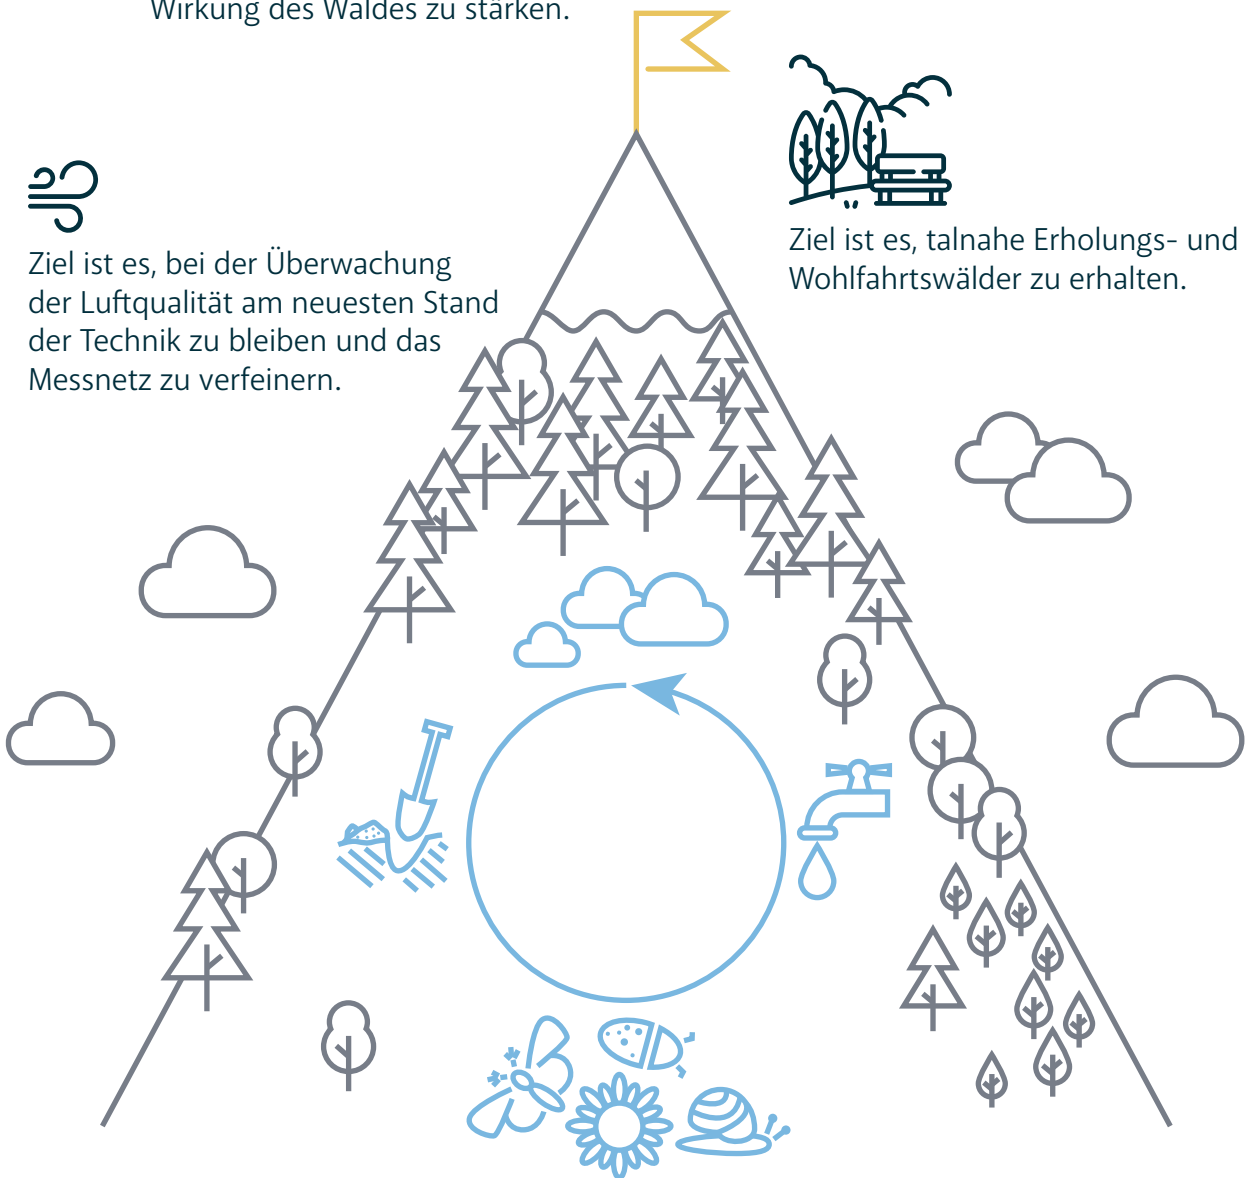 Wirkung des Waldes zu stärken.
Ziel ist es, bei der Überwachung
der Luftqualität am neuesten Stand
der Technik zu bleiben und das
Messnetz zu verfeinern.
Ziel ist es, talnahe Erholungs- und
Wohlfahrtswälder zu erhalten.